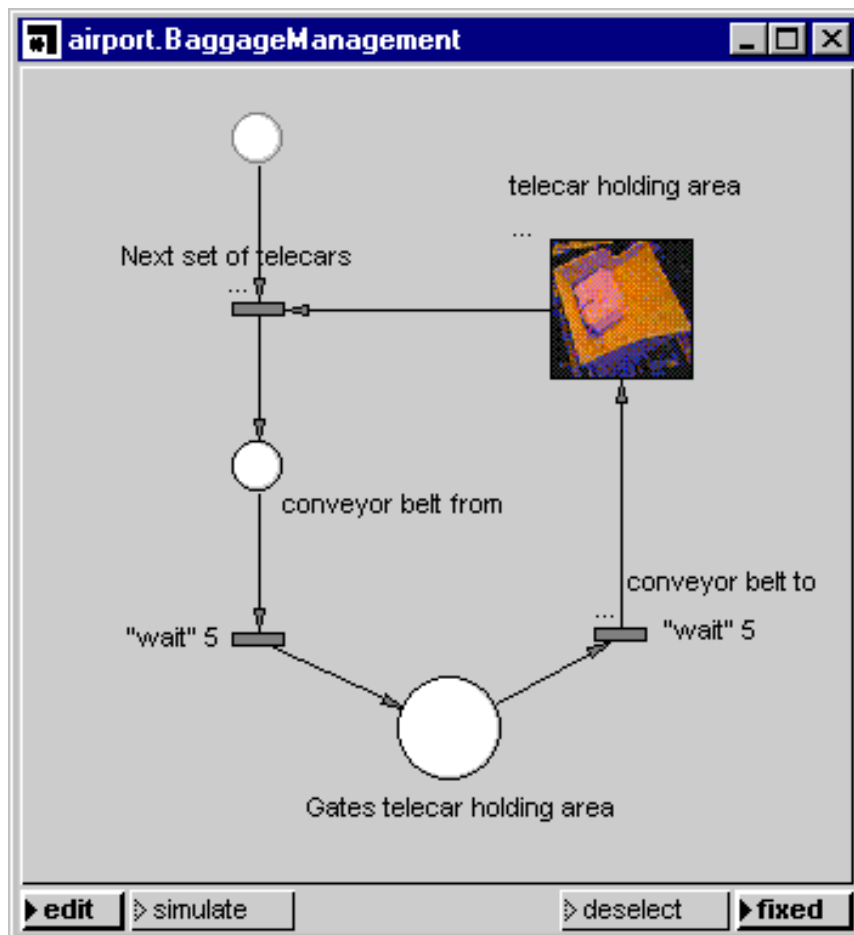 airport.BaggageManagement
telecar holding area
...
Next set of telecars
...
conveyor belt from
conveyor belt to
...
"wait" 5
"wait" 5
Gates telecar holding area
edit
simulate
deselect
fixed